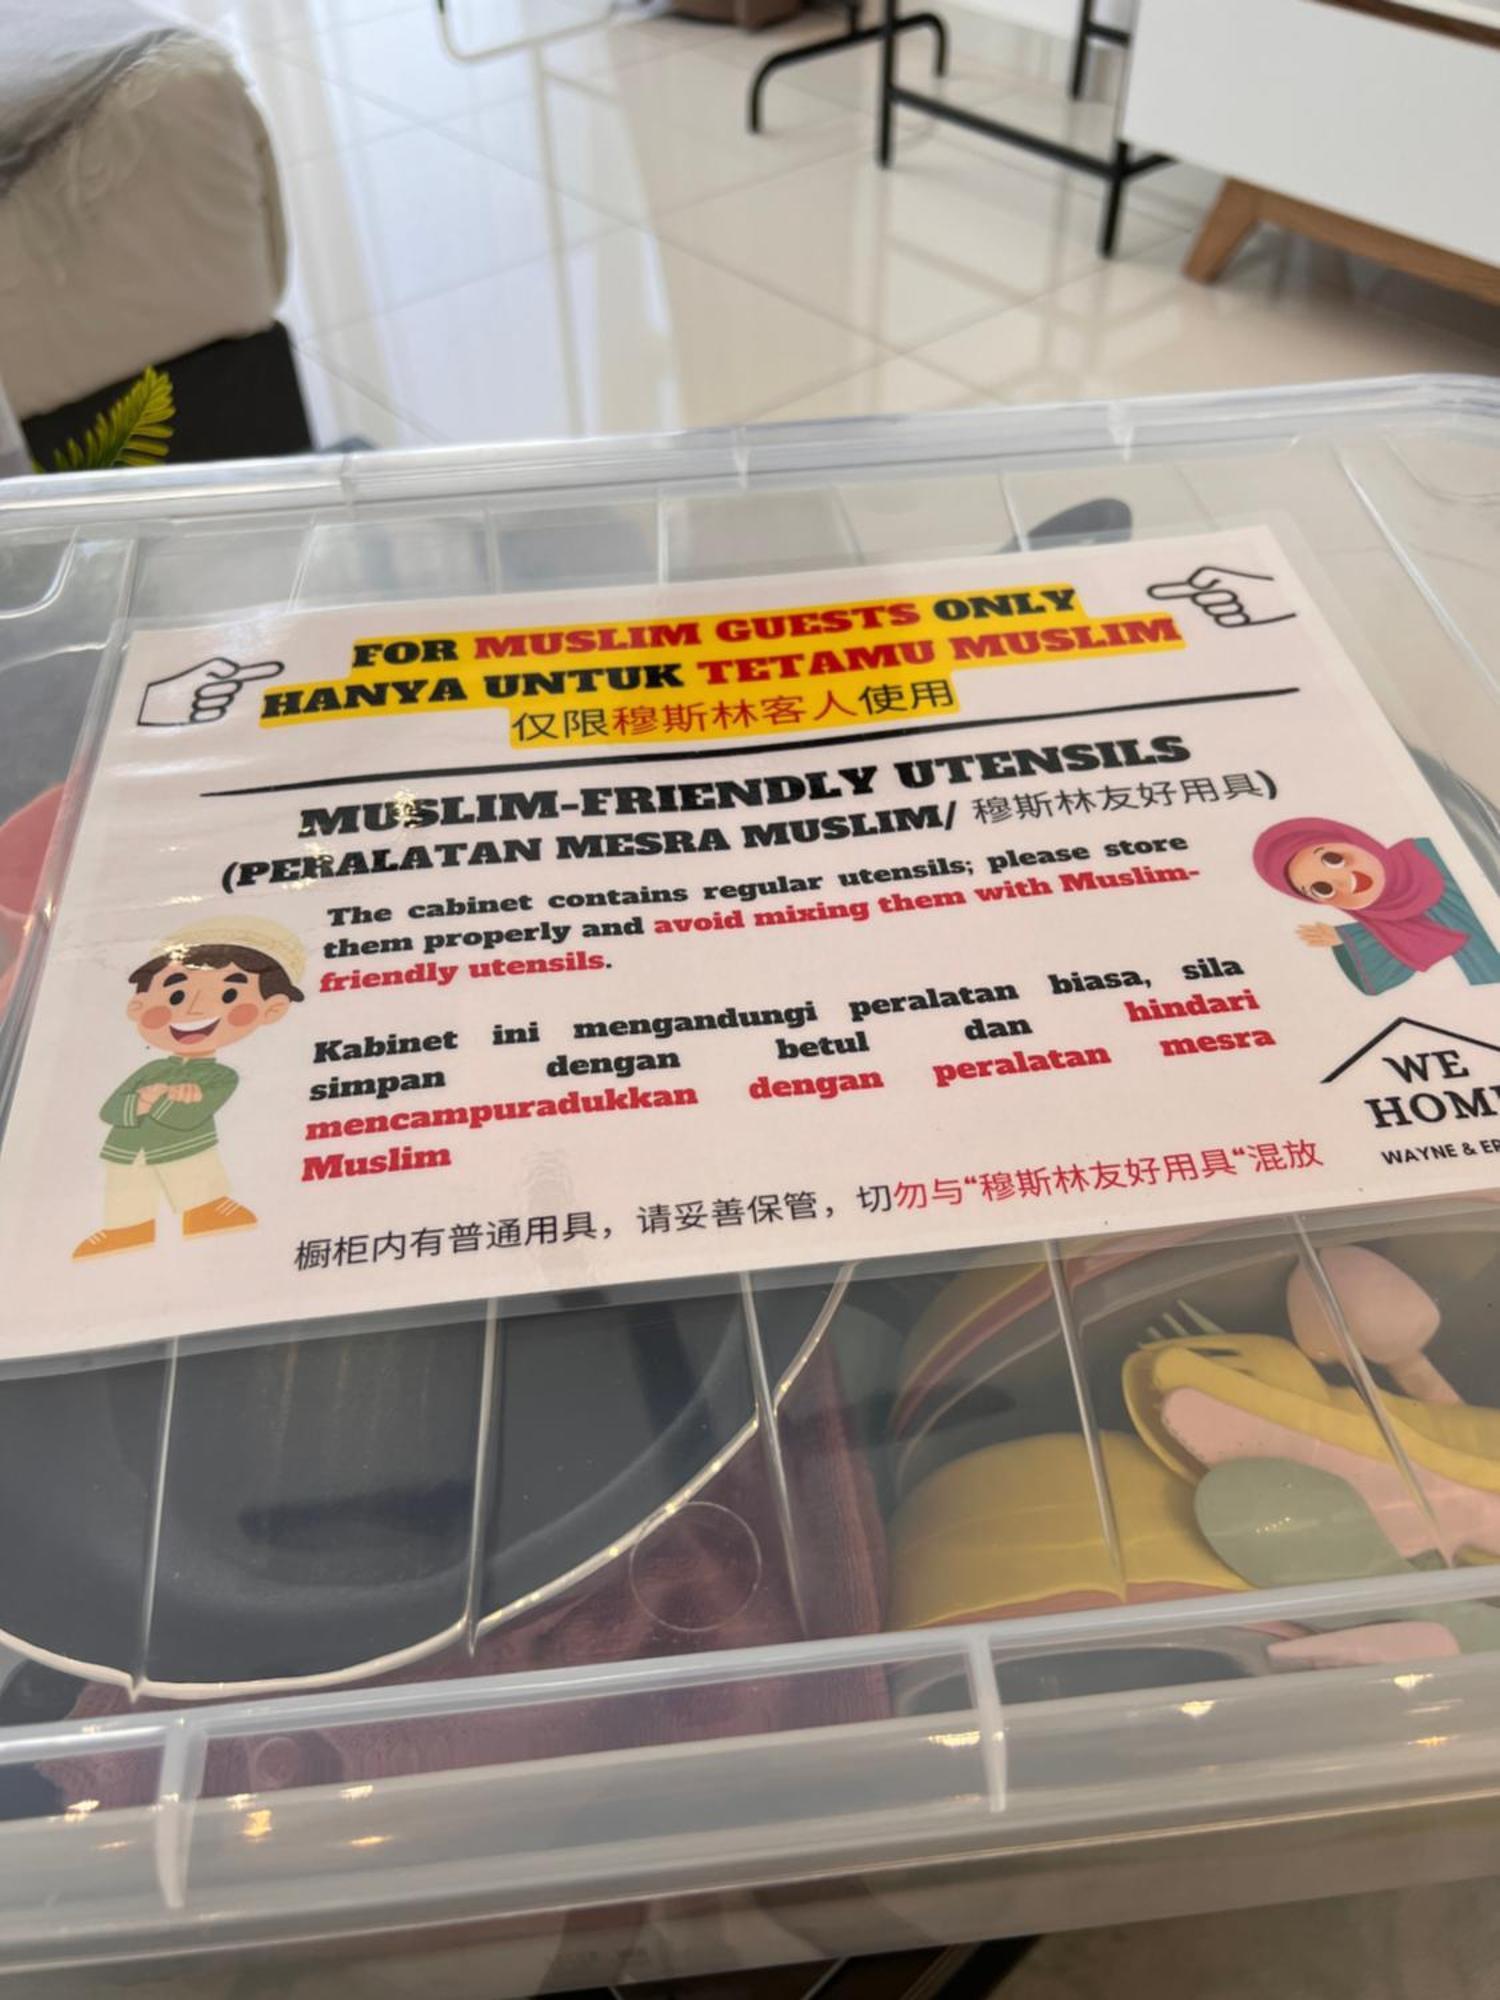 FOR MUSLIM GUESTS ONLY
HANYA UNTUK TETAMU MUSLIM
仅限穆斯林客人使用
MUSLIM-FRIENDLY UTENSILS
(PERALATAN MESRA MUSLIM/ 穆斯林友好用具)
The cabinet contains regular utensils; please store
them properly and avoid mixing them with Muslim-
friendly utensils.
Kabinet ini mengandungi peralatan biasa, sila
simpan dengan betul dan hindari
mencampuradukkan dengan peralatan mesra
Muslim
橱柜内有普通用具，请妥善保管，切勿与“穆斯林友好用具“混放
WE
WAYNE &